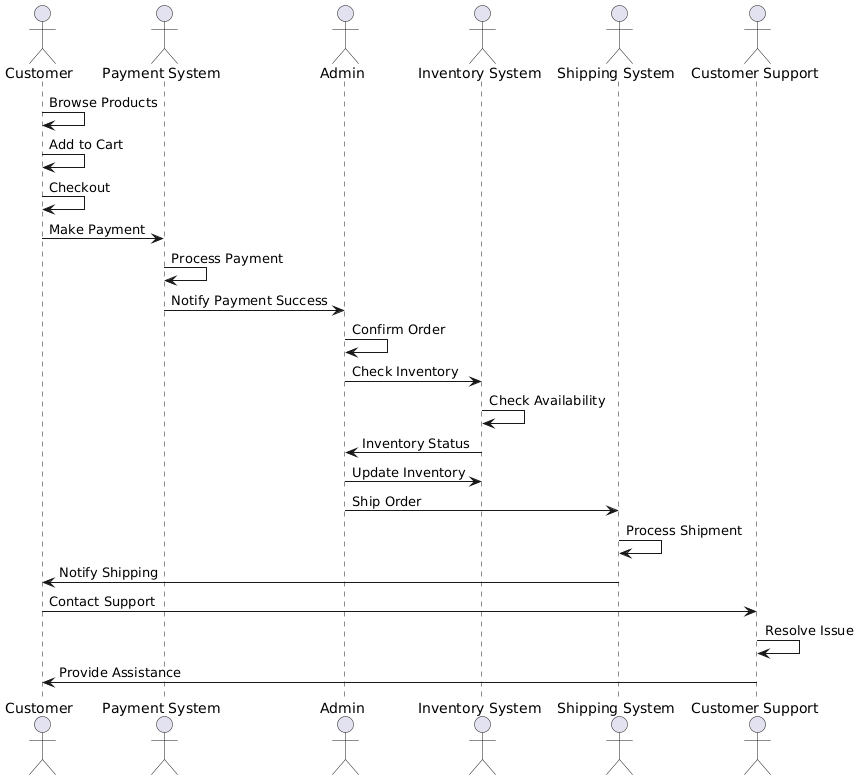 Customer Payment System Admin Inventory System Shipping System Customer Support
Browse Products
Add to Cart
Checkout
Make Payment
Process Payment
Notify Payment Success
Confirm Order
Check Inventory
Check Availability
Inventory Status
Update Inventory
Ship Order
Process Shipment
Notify Shipping
Contact Support
Resolve Issue
Provide Assistance
Customer Payment System Admin Inventory System Shipping System Customer Support